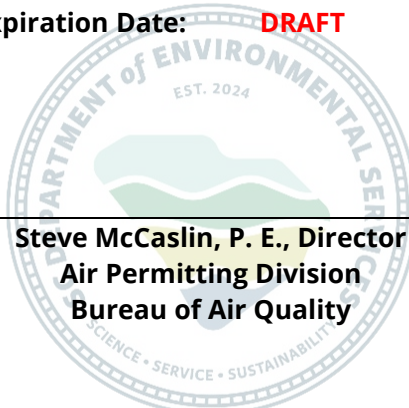 xpiration Date: DRAFT
DEPARTMENT of ENVIRONMENTAL SERVICES
EST. 2024
Steve McCaslin, P. E., Director
Air Permitting Division
Bureau of Air Quality
SCIENCE • SERVICE • SUSTAINABILITY